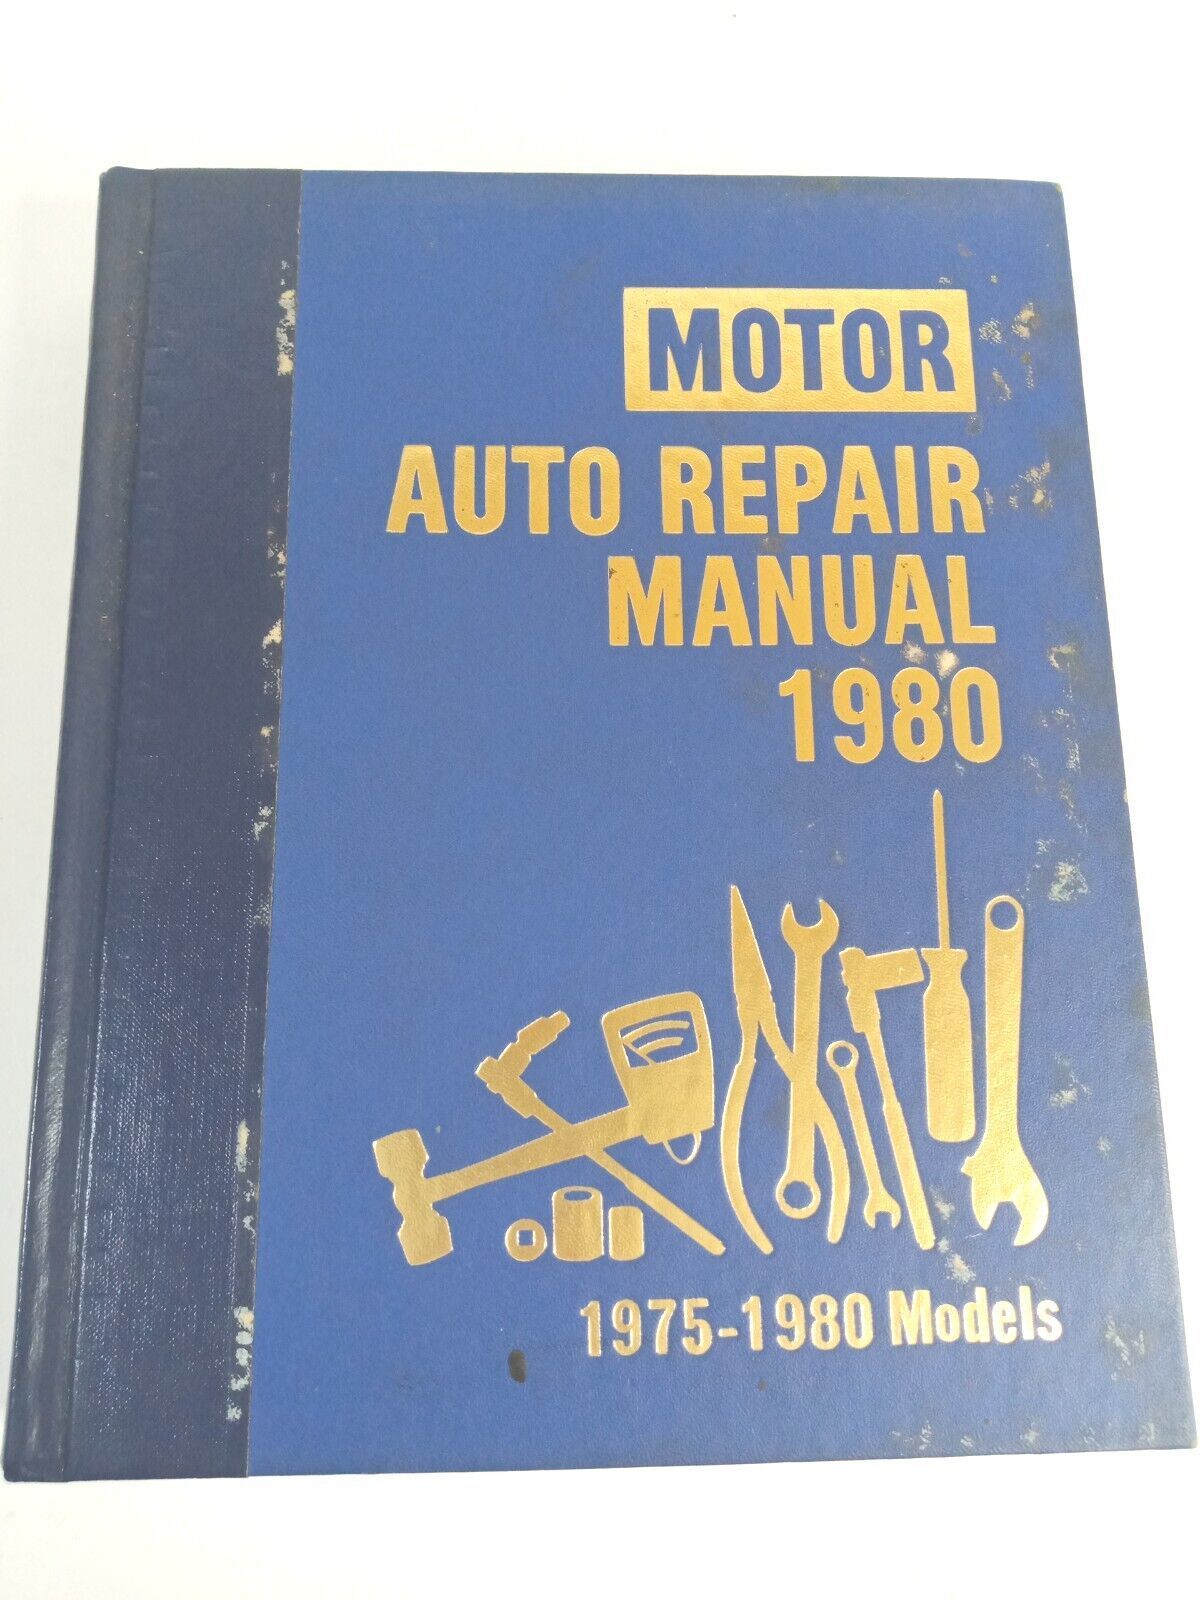 MOTOR
AUTO REPAIR
MANUAL
1980
1975-1980 Models